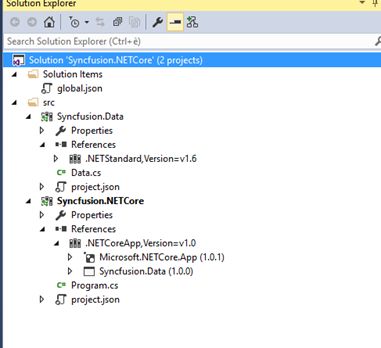 Solution Explorer
Search Solution Explorer (Ctrl+è)
Solution 'Syncfusion.NETCore' (2 projects)
Solution Items
global.json
src
Syncfusion.Data
Properties
References
.NETStandard,Version=v1.6
C# Data.cs
project.json
Syncfusion.NETCore
Properties
References
.NETCoreApp,Version=v1.0
Microsoft.NETCore.App (1.0.1)
Syncfusion.Data (1.0.0)
C# Program.cs
project.json